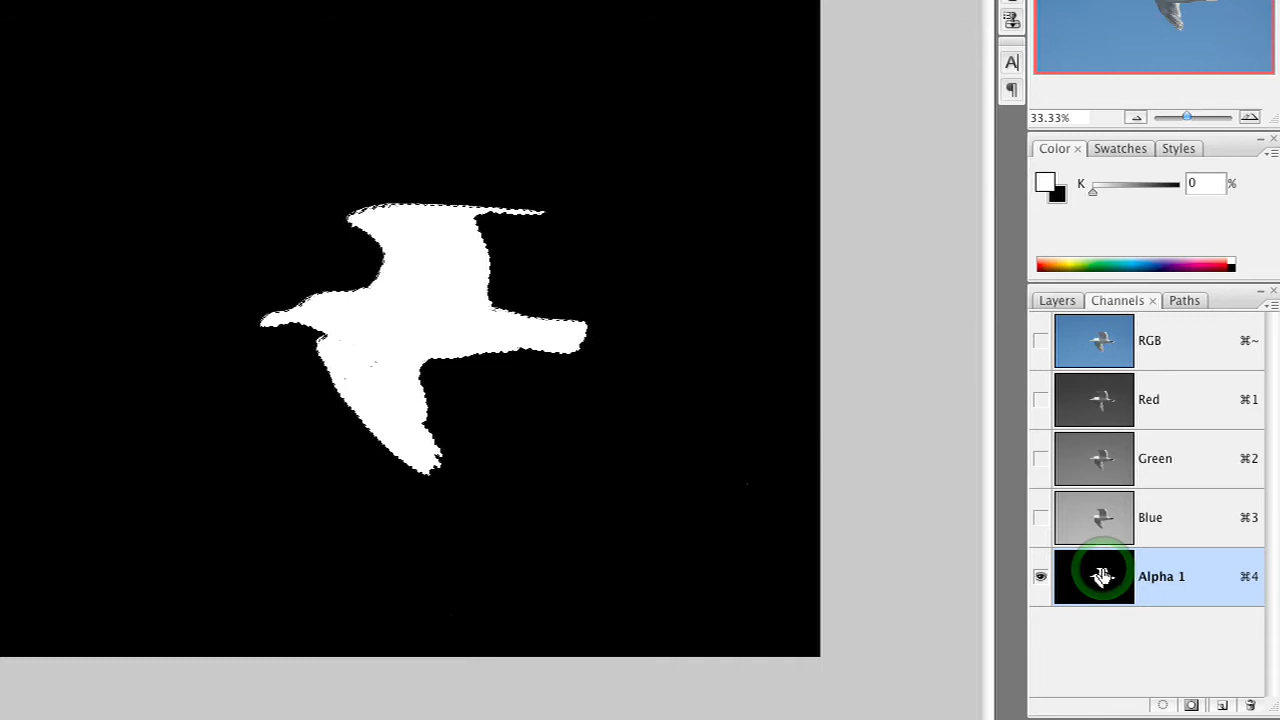 A
¶
33.33%
Color × Swatches Styles
K 0 %
Layers Channels × Paths
RGB ⌘~
Red ⌘1
Green ⌘2
Blue ⌘3
Alpha 1 ⌘4